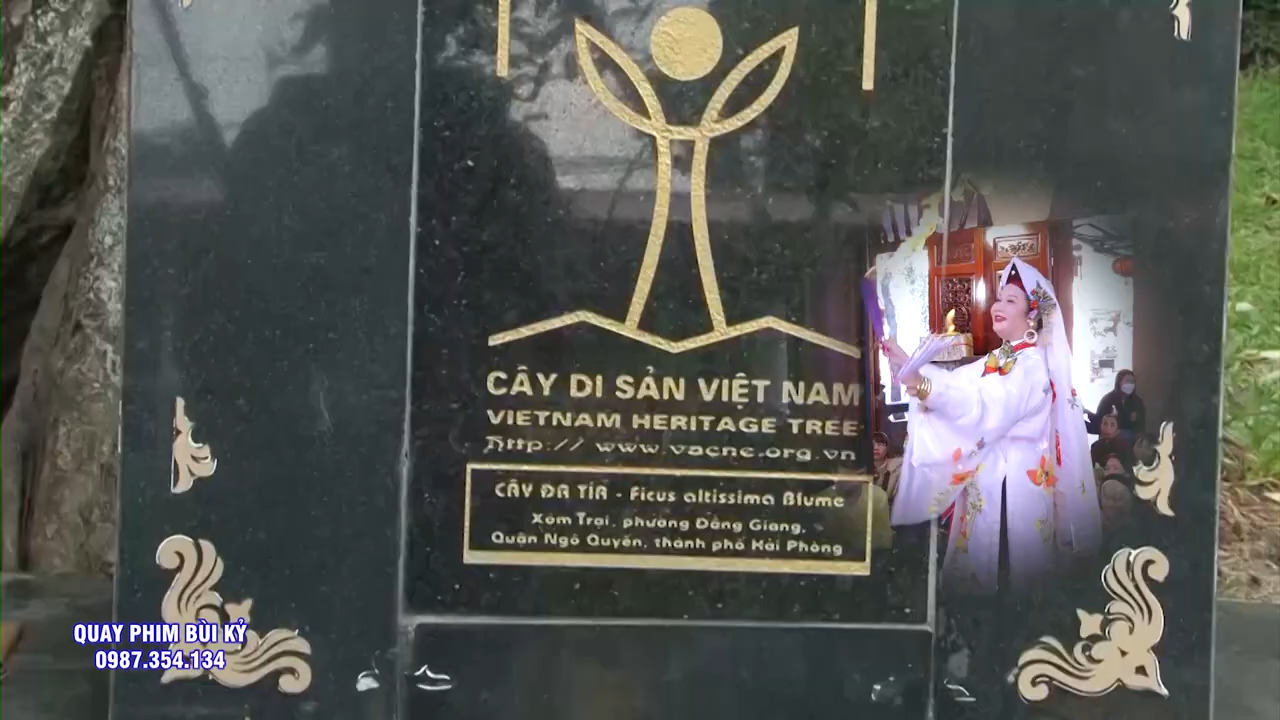 CÂY DI SẢN VIỆT NAM
VIETNAM HERITAGE TREE
http:// www.vacne.org.vn
CÂY ĐA TÍA - Ficus altissima Blume
Xóm Trại, phường Đằng Giang,
Quận Ngô Quyền, thành phố Hải Phòng
QUAY PHIM BÙI KỶ
0987.354.134